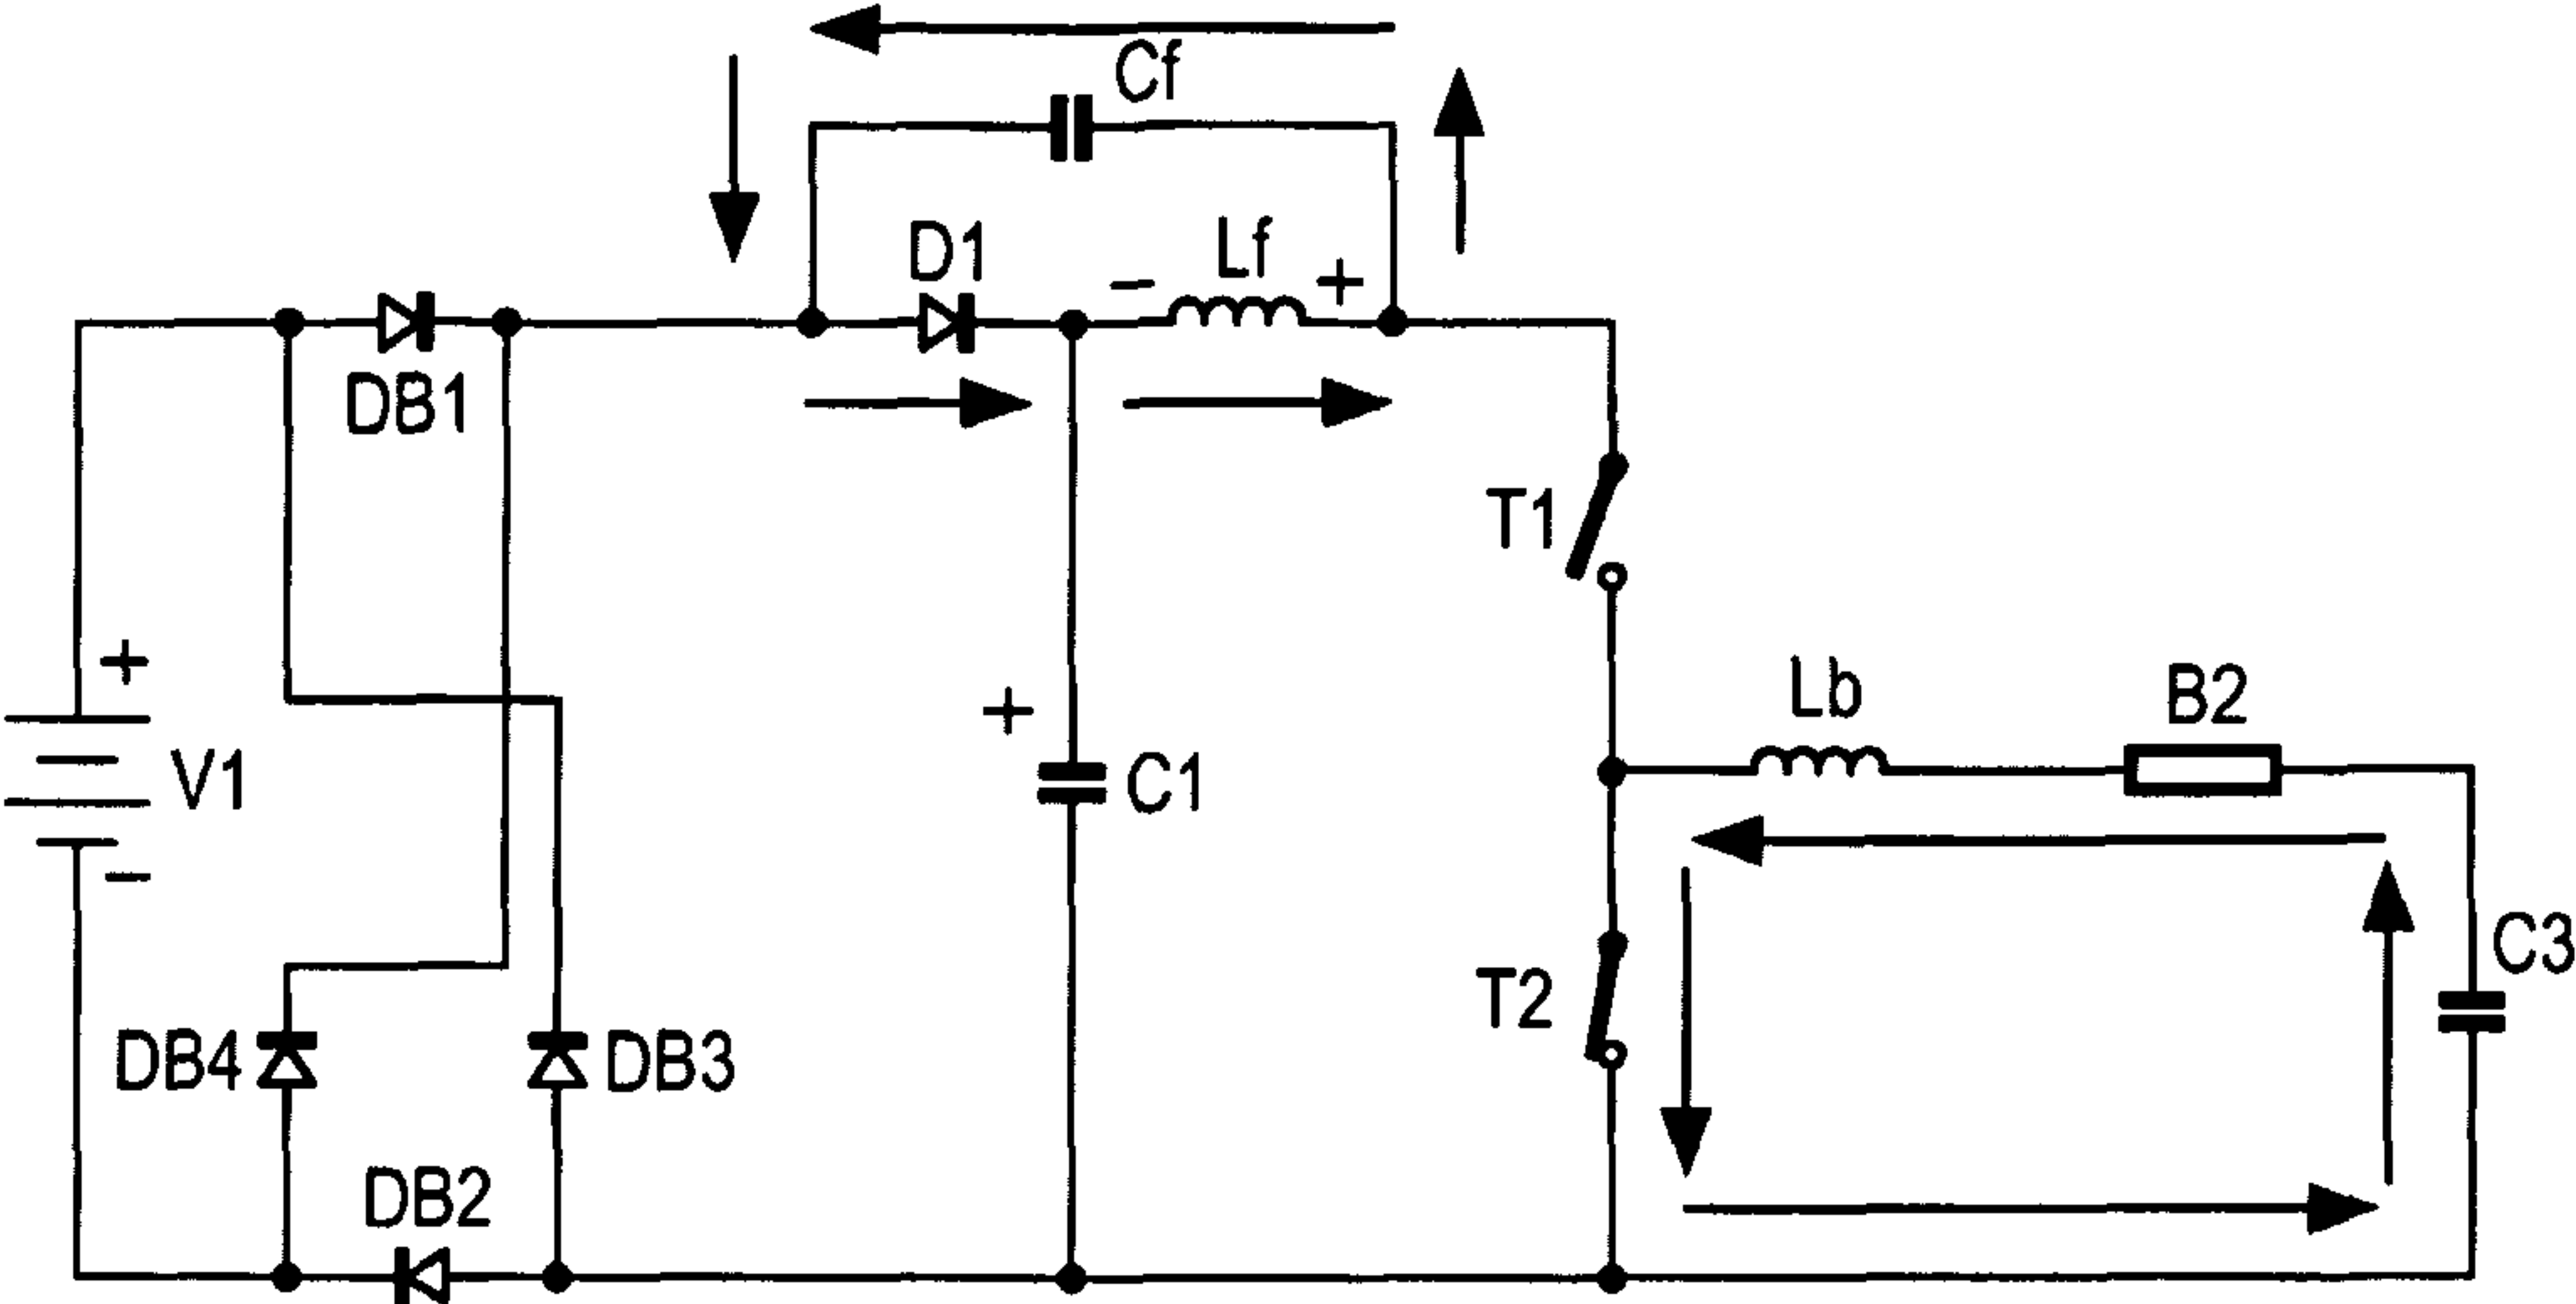 Cf
D1
- Lf +
DB1
T1
+
V1
-
+
C1
Lb
B2
C3
T2
DB4
DB3
DB2